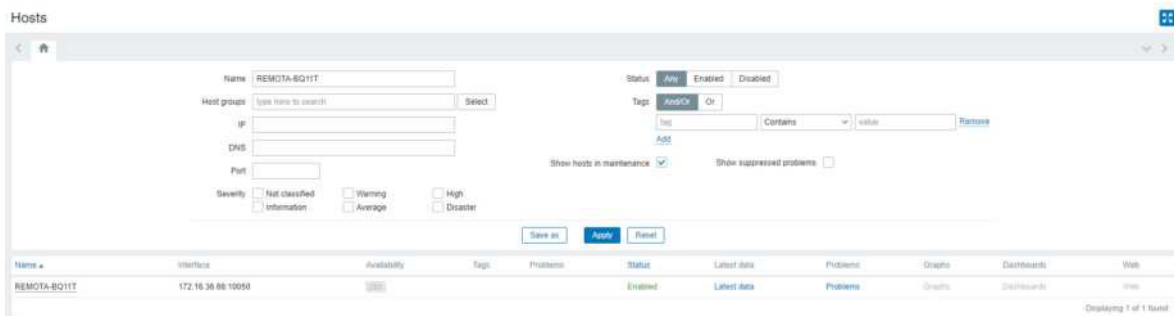 Hosts
Name REMOTA-BQ11T
Host groups type here to search Select
IP
DNS
Port
Severity Not classified Warning High
Information Average Disaster
Status Any Enabled Disabled
Tags And/Or Or
tag Contains value Remove
Add
Show hosts in maintenance Show suppressed problems
Save as Apply Reset
Name Interface Availability Tags Problems Status Latest data Problems Graphs Dashboards Web
REMOTA-BQ11T 172.16.36.88:10050 Enabled Latest data Problems Graphs Dashboards Web
Displaying 1 of 1 found